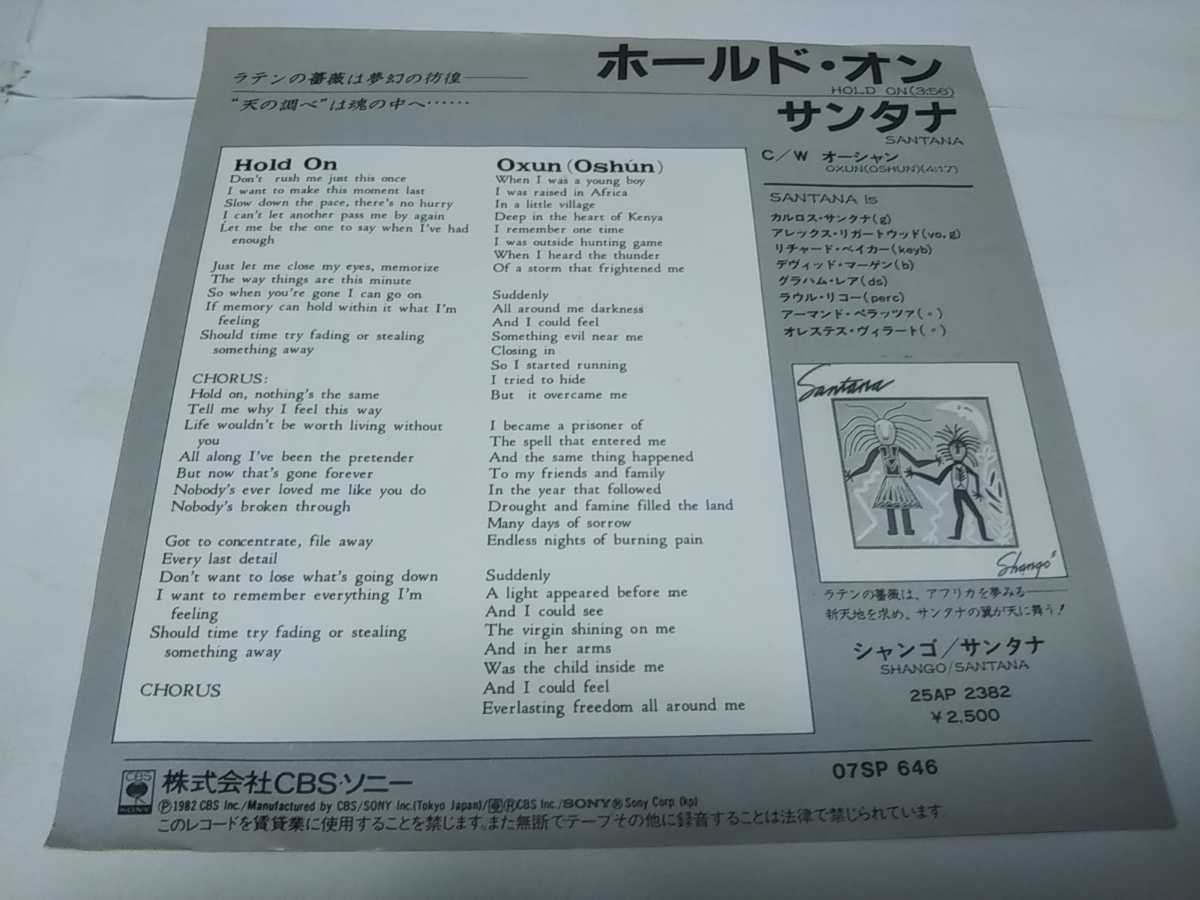 ラテンの薔薇は夢幻の彷徨——
“天の調べ”は魂の中へ……
ホールド・オン
HOLD ON(3:56)
サンタナ
SANTANA
C/W オーシャン
OXUN(OSHUN)(4:17)
Hold On
Don't rush me just this once
I want to make this moment last
Slow down the pace, there's no hurry
I can't let another pass me by again
Let me be the one to say when I've had
enough
Just let me close my eyes, memorize
The way things are this minute
So when you're gone I can go on
If memory can hold within it what I'm
feeling
Should time try fading or stealing
something away
CHORUS:
Hold on, nothing's the same
Tell me why I feel this way
Life wouldn't be worth living without
you
All along I've been the pretender
But now that's gone forever
Nobody's ever loved me like you do
Nobody's broken through
Got to concentrate, file away
Every last detail
Don't want to lose what's going down
I want to remember everything I'm
feeling
Should time try fading or stealing
something away
CHORUS
Oxun (Oshún)
When I was a young boy
I was raised in Africa
In a little village
Deep in the heart of Kenya
I remember one time
I was outside hunting game
When I heard the thunder
Of a storm that frightened me
Suddenly
All around me darkness
And I could feel
Something evil near me
Closing in
So I started running
I tried to hide
But it overcame me
I became a prisoner of
The spell that entered me
And the same thing happened
To my friends and family
In the year that followed
Drought and famine filled the land
Many days of sorrow
Endless nights of burning pain
Suddenly
A light appeared before me
And I could see
The virgin shining on me
And in her arms
Was the child inside me
And I could feel
Everlasting freedom all around me
SANTANA Is
カルロス・サンタナ(g)
アレックス・リガートウッド(vo,g)
リチャード・ベイカー(keyb)
デヴィッド・マーゲン(b)
グラハム・レア(ds)
ラウル・リコー(perc)
アーマンド・ペラッツァ(〃)
オレステス・ヴィラート(〃)
Santana
Shangó
ラテンの薔薇は、アフリカを夢みる——
新天地を求め、サンタナの翼が天に舞う!
シャンゴ/サンタナ
SHANGO/SANTANA
25AP 2382
¥2,500
07SP 646
CBS
SONY
株式会社CBS・ソニー
Ⓟ1982 CBS Inc./Manufactured by CBS/SONY Inc.(Tokyo Japan)/®CBS Inc./SONY® Sony Corp. (kp)
このレコードを賃貸業に使用することを禁じます。また無断でテープその他に録音することは法律で禁じられています。